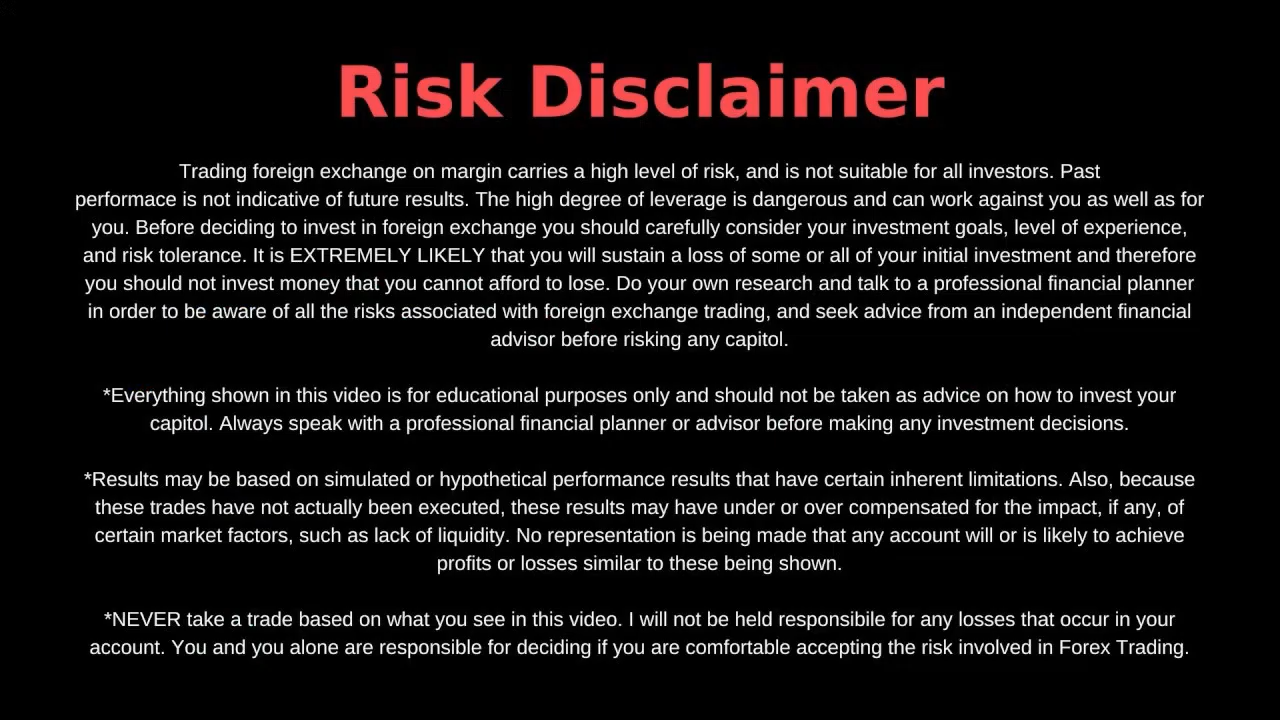 Risk Disclaimer
Trading foreign exchange on margin carries a high level of risk, and is not suitable for all investors. Past
performace is not indicative of future results. The high degree of leverage is dangerous and can work against you as well as for
you. Before deciding to invest in foreign exchange you should carefully consider your investment goals, level of experience,
and risk tolerance. It is EXTREMELY LIKELY that you will sustain a loss of some or all of your initial investment and therefore
you should not invest money that you cannot afford to lose. Do your own research and talk to a professional financial planner
in order to be aware of all the risks associated with foreign exchange trading, and seek advice from an independent financial
advisor before risking any capitol.
*Everything shown in this video is for educational purposes only and should not be taken as advice on how to invest your
capitol. Always speak with a professional financial planner or advisor before making any investment decisions.
*Results may be based on simulated or hypothetical performance results that have certain inherent limitations. Also, because
these trades have not actually been executed, these results may have under or over compensated for the impact, if any, of
certain market factors, such as lack of liquidity. No representation is being made that any account will or is likely to achieve
profits or losses similar to these being shown.
*NEVER take a trade based on what you see in this video. I will not be held responsibile for any losses that occur in your
account. You and you alone are responsible for deciding if you are comfortable accepting the risk involved in Forex Trading.